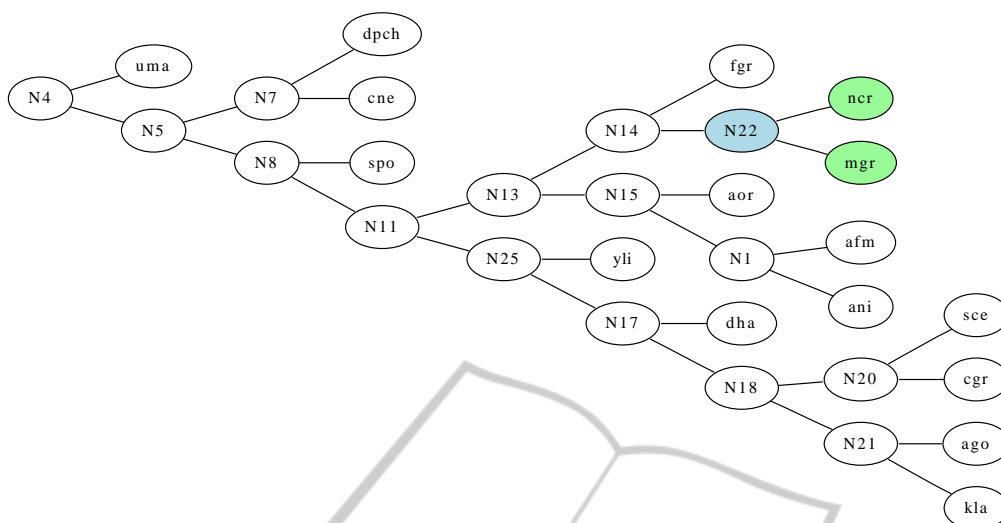 dpch
uma
fgr
N4
N7
cne
ncr
N5
N14
N22
N8
spo
mgr
N13
N15
aor
N11
afm
N25
yli
N1
ani
sce
N17
dha
N20
cgr
N18
N21
ago
kla